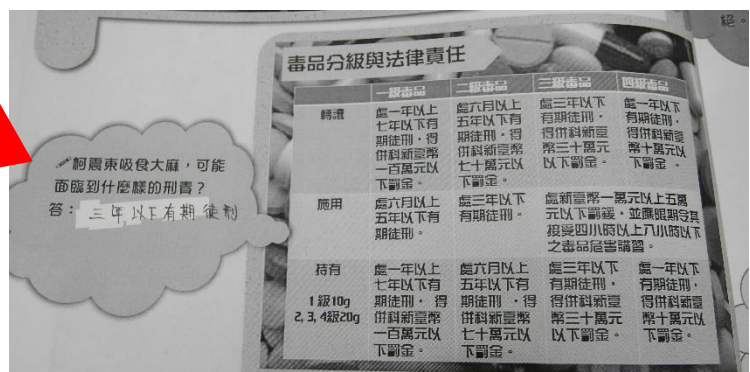 絕。
毒品分級與法律責任
一級毒品 二級毒品 三級毒品 四級毒品
轉讓
處一年以上
七年以下有
期徒刑,得
併科新臺幣
一百萬元以
下罰金。
處六月以上
五年以下有
期徒刑,得
併科新臺幣
七十萬元以
下罰金。
處三年以下
有期徒刑,
得併科新臺
幣三十萬元
以下罰金。
處一年以下
有期徒刑,
得併科新臺
幣十萬元以
下罰金。
施用
處六月以上
五年以下有
期徒刑。
處三年以下
有期徒刑。
處新臺幣一萬元以上五萬
元以下罰鍰,並應限期令其
接受四小時以上八小時以下
之毒品危害講習。
持有
1級10g
2, 3, 4級20g
處一年以上
七年以下有
期徒刑,得
併科新臺幣
一百萬元以
下罰金。
處六月以上
五年以下有
期徒刑,得
併科新臺幣
七十萬元以
下罰金。
處三年以下
有期徒刑,
得併科新臺
幣三十萬元
以下罰金。
處一年以下
有期徒刑,
得併科新臺
幣十萬元以
下罰金。
柯震東吸食大麻,可能
面臨到什麼樣的刑責?
答:三年以下有期徒刑